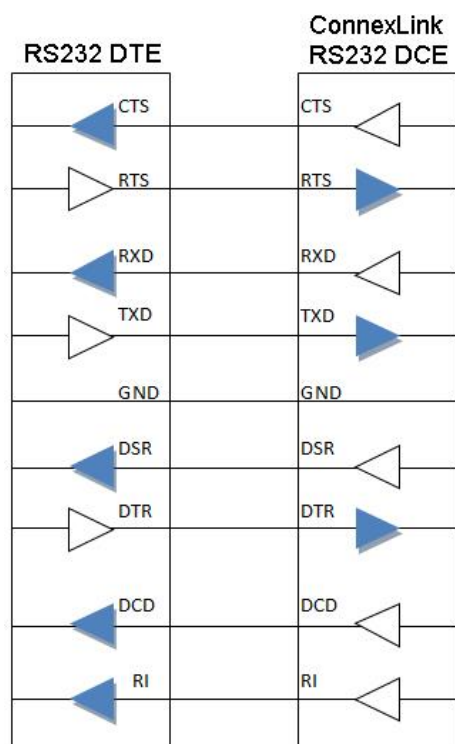 RS232 DTE
ConnexLink
RS232 DCE
CTS CTS
RTS RTS
RXD RXD
TXD TXD
GND GND
DSR DSR
DTR DTR
DCD DCD
RI RI